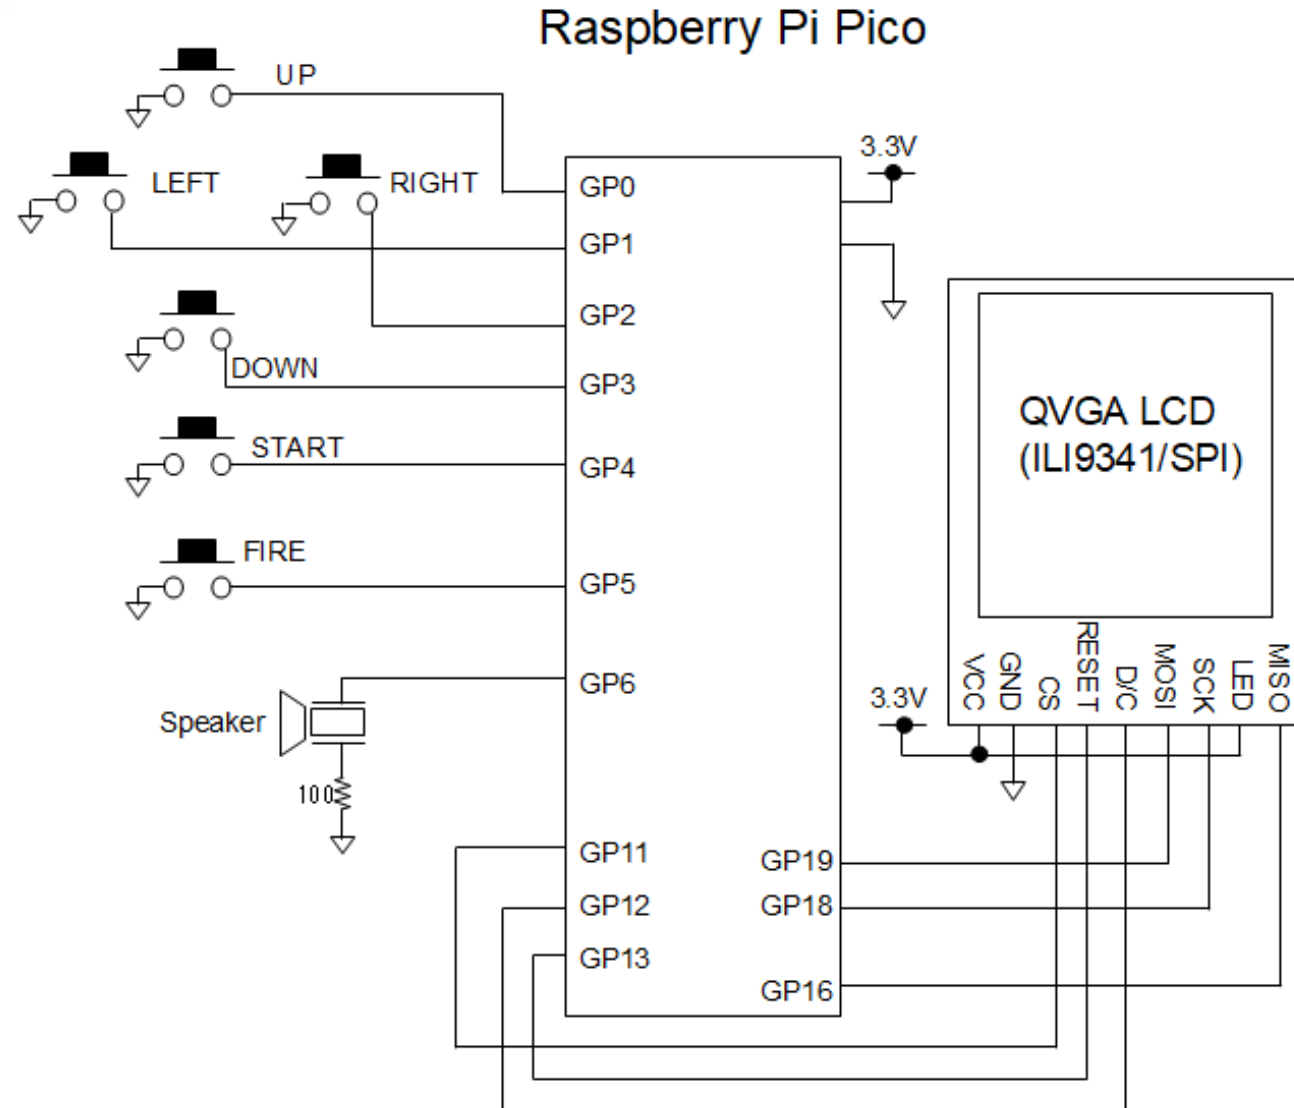 Raspberry Pi Pico
UP
LEFT
RIGHT
DOWN
START
FIRE
Speaker
100
GP0
GP1
GP2
GP3
GP4
GP5
GP6
GP11
GP12
GP13
GP19
GP18
GP16
3.3V
3.3V
QVGA LCD
(ILI9341/SPI)
VCC
GND
CS
RESET
D/C
MOSI
SCK
LED
MISO